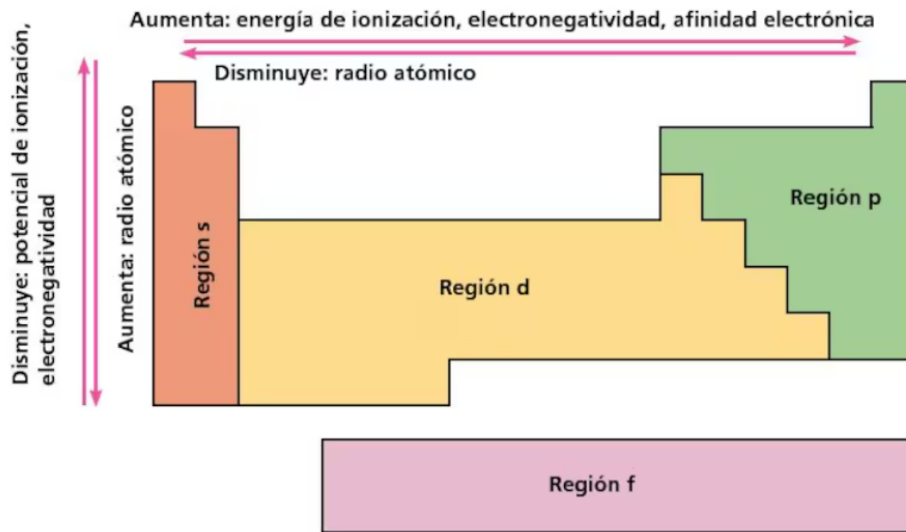 Aumenta: energía de ionización, electronegatividad, afinidad electrónica
Disminuye: radio atómico
Disminuye: potencial de ionización,
electronegatividad
Aumenta: radio atómico
Región s
Región d
Región p
Región f